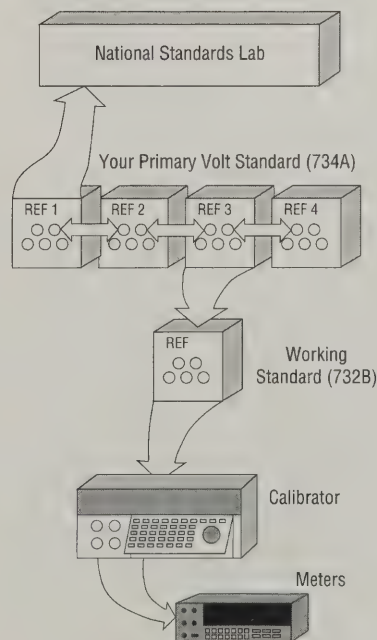 National Standards Lab
Your Primary Volt Standard (734A)
REF 1
REF 2
REF 3
REF 4
REF
Working
Standard (732B)
Calibrator
Meters